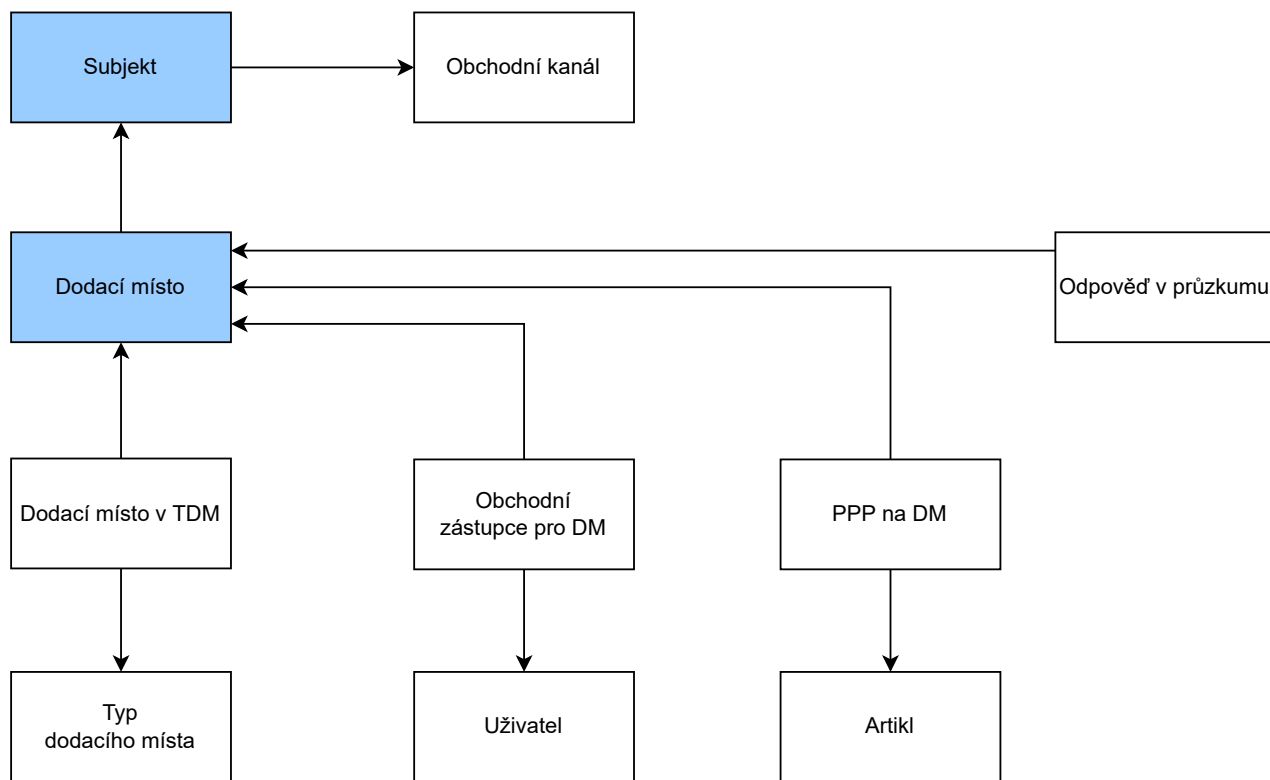 Subjekt
Obchodní kanál
Dodací místo
Odpověď v průzkumu
Dodací místo v TDM
Obchodní
zástupce pro DM
PPP na DM
Typ
dodacího místa
Uživatel
Artikl